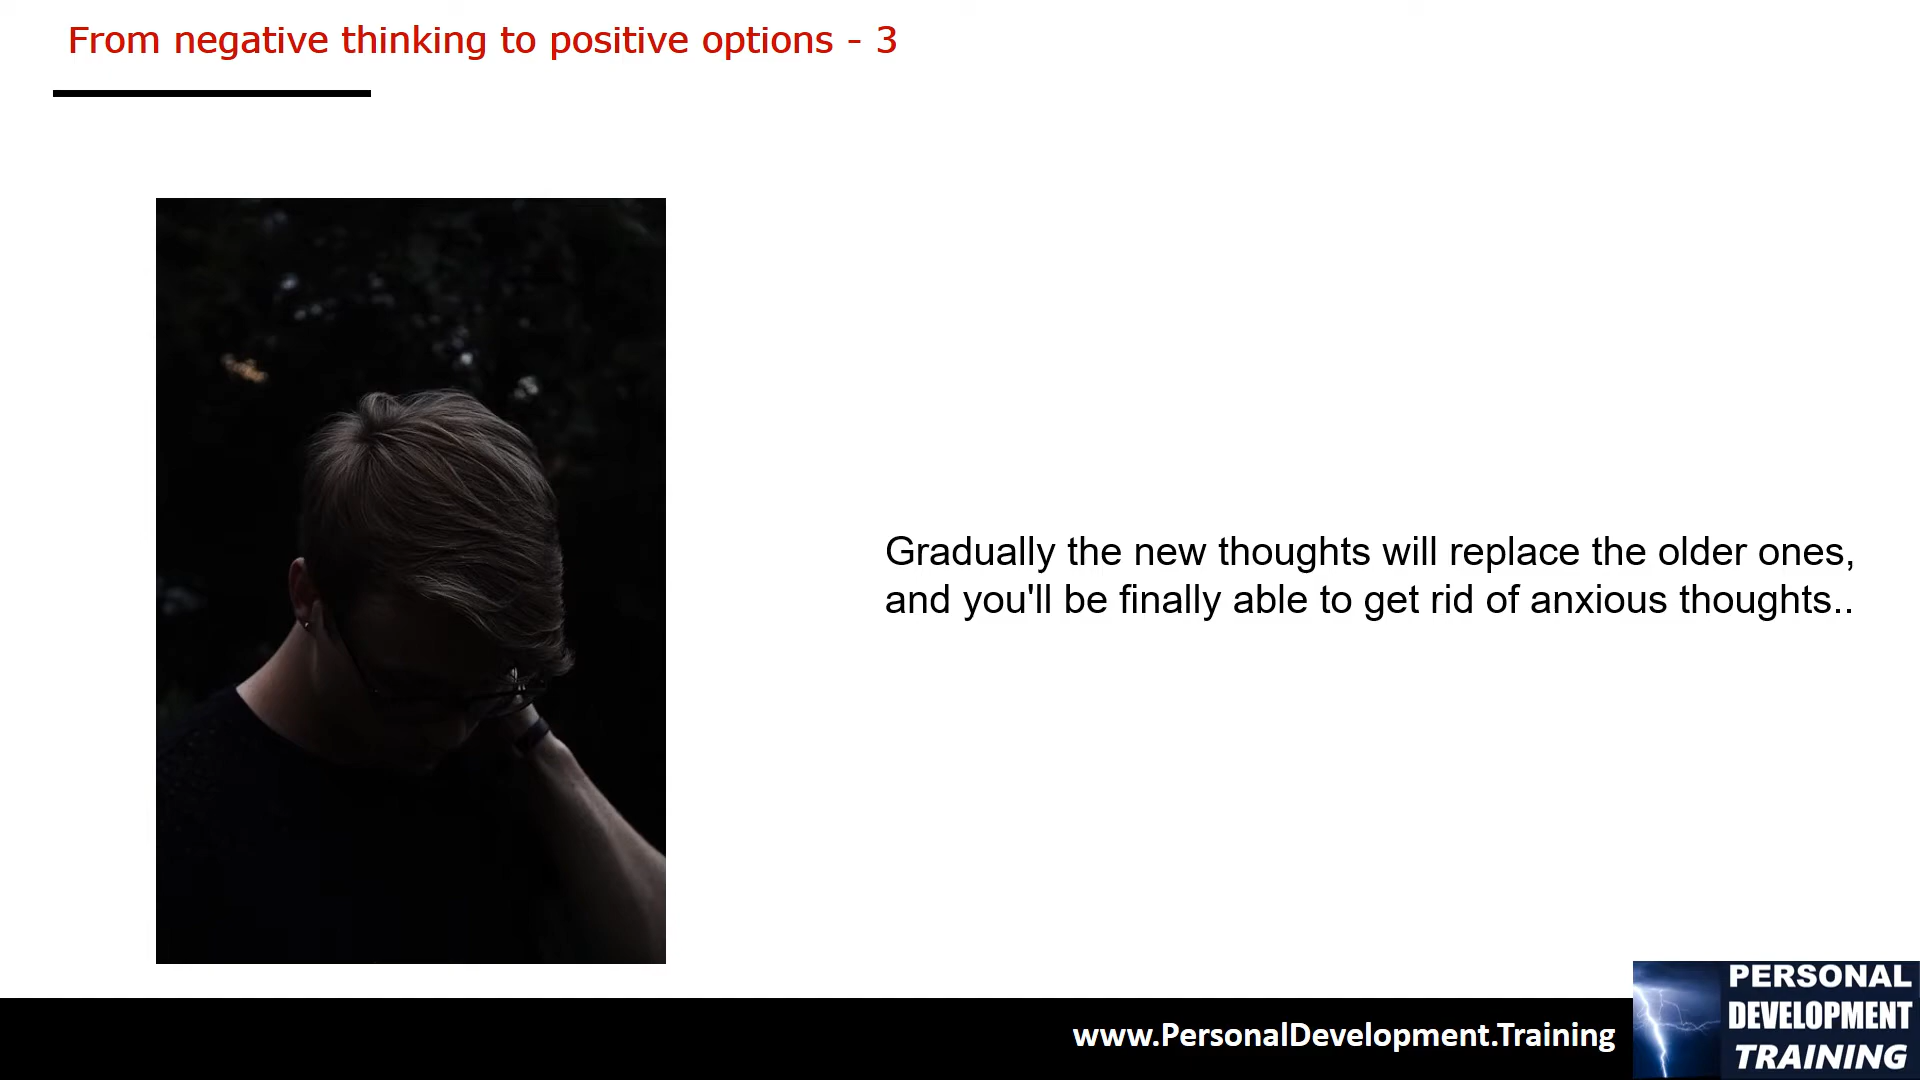 From negative thinking to positive options - 3
Gradually the new thoughts will replace the older ones,
and you'll be finally able to get rid of anxious thoughts..
www.PersonalDevelopment.Training
PERSONAL
DEVELOPMENT
TRAINING